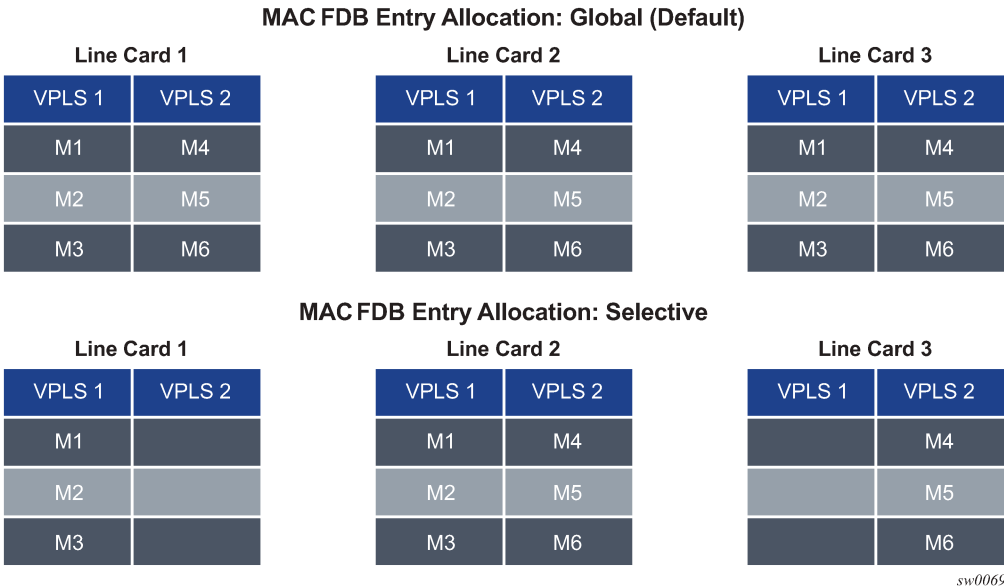 MAC FDB Entry Allocation: Global (Default)
Line Card 1 Line Card 2 Line Card 3
VPLS 1 VPLS 2 VPLS 1 VPLS 2 VPLS 1 VPLS 2
M1 M4 M1 M4 M1 M4
M2 M5 M2 M5 M2 M5
M3 M6 M3 M6 M3 M6
MAC FDB Entry Allocation: Selective
Line Card 1 Line Card 2 Line Card 3
VPLS 1 VPLS 2 VPLS 1 VPLS 2 VPLS 1 VPLS 2
M1 M1 M4 M4
M2 M2 M5 M5
M3 M3 M6 M6
sw0069